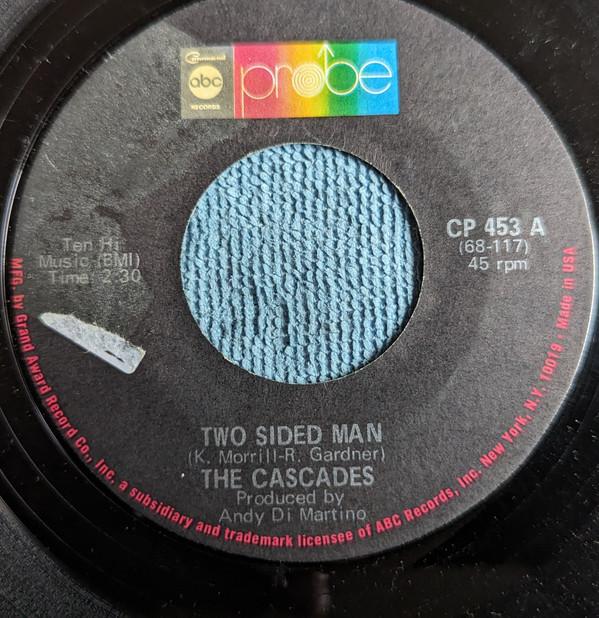 Command
abc
RECORDS
probe
Ten Hi
Music (BMI)
Time: 2:30
CP 453 A
(68-117)
45 rpm
TWO SIDED MAN
(K. Morrill-R. Gardner)
THE CASCADES
Produced by
Andy Di Martino
MFG. by Grand Award Record Co., Inc. a subsidiary and trademark licensee of ABC Records, Inc. New York, N.Y. 10019 • Made in USA